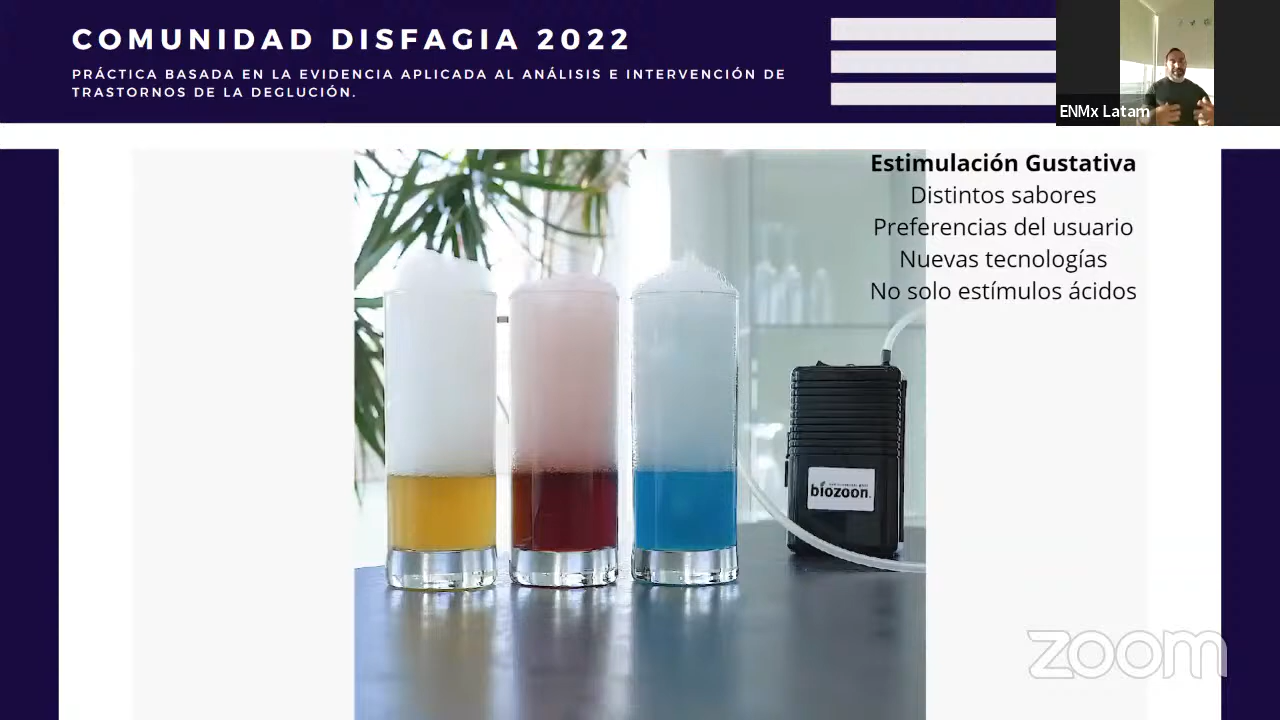 COMUNIDAD DISFAGIA 2022
PRÁCTICA BASADA EN LA EVIDENCIA APLICADA AL ANÁLISIS E INTERVENCIÓN DE
TRASTORNOS DE LA DEGLUCIÓN.
ENMx Latam
Estimulación Gustativa
Distintos sabores
Preferencias del usuario
Nuevas tecnologías
No solo estímulos ácidos
biozoon.
zoom